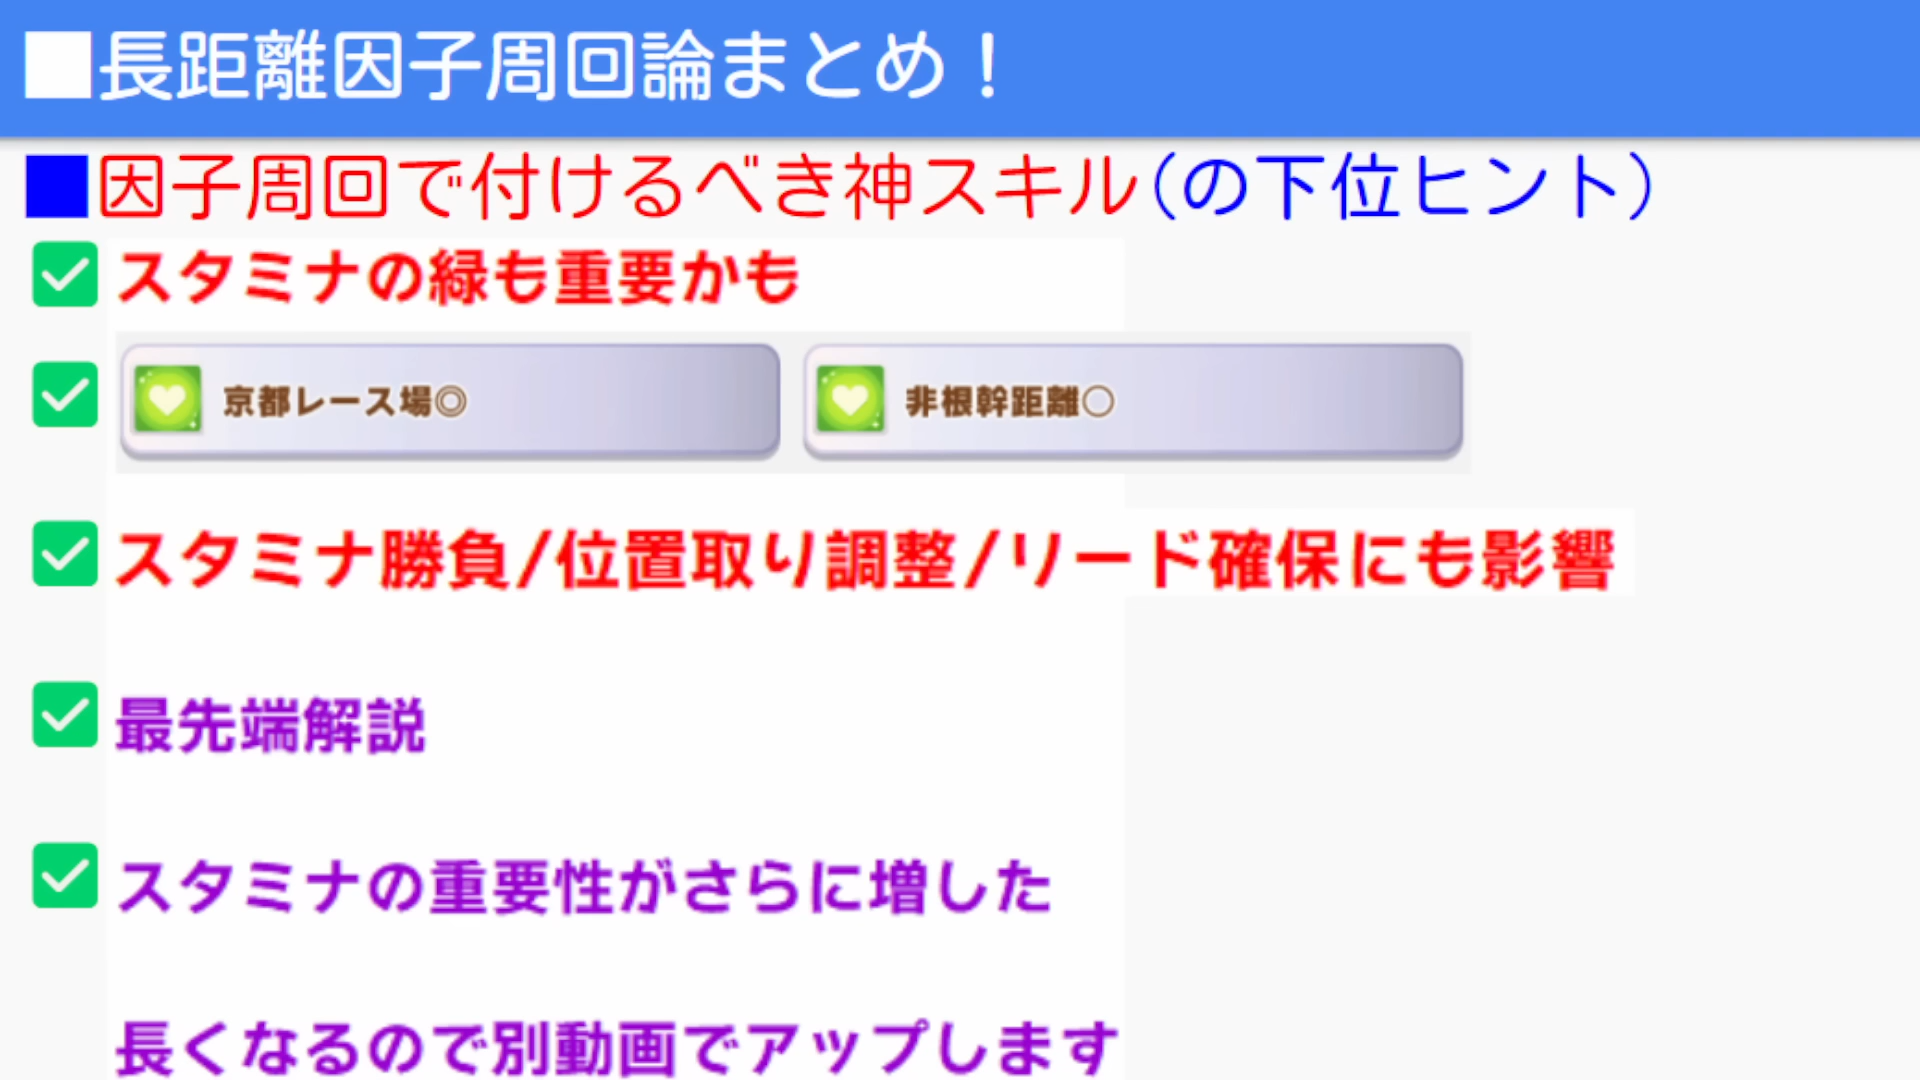 ■長距離因子周回論まとめ！
■因子周回で付けるべき神スキル(の下位ヒント)
スタミナの緑も重要かも
京都レース場◎ 非根幹距離○
スタミナ勝負/位置取り調整/リード確保にも影響
最先端解説
スタミナの重要性がさらに増した
長くなるので別動画でアップします